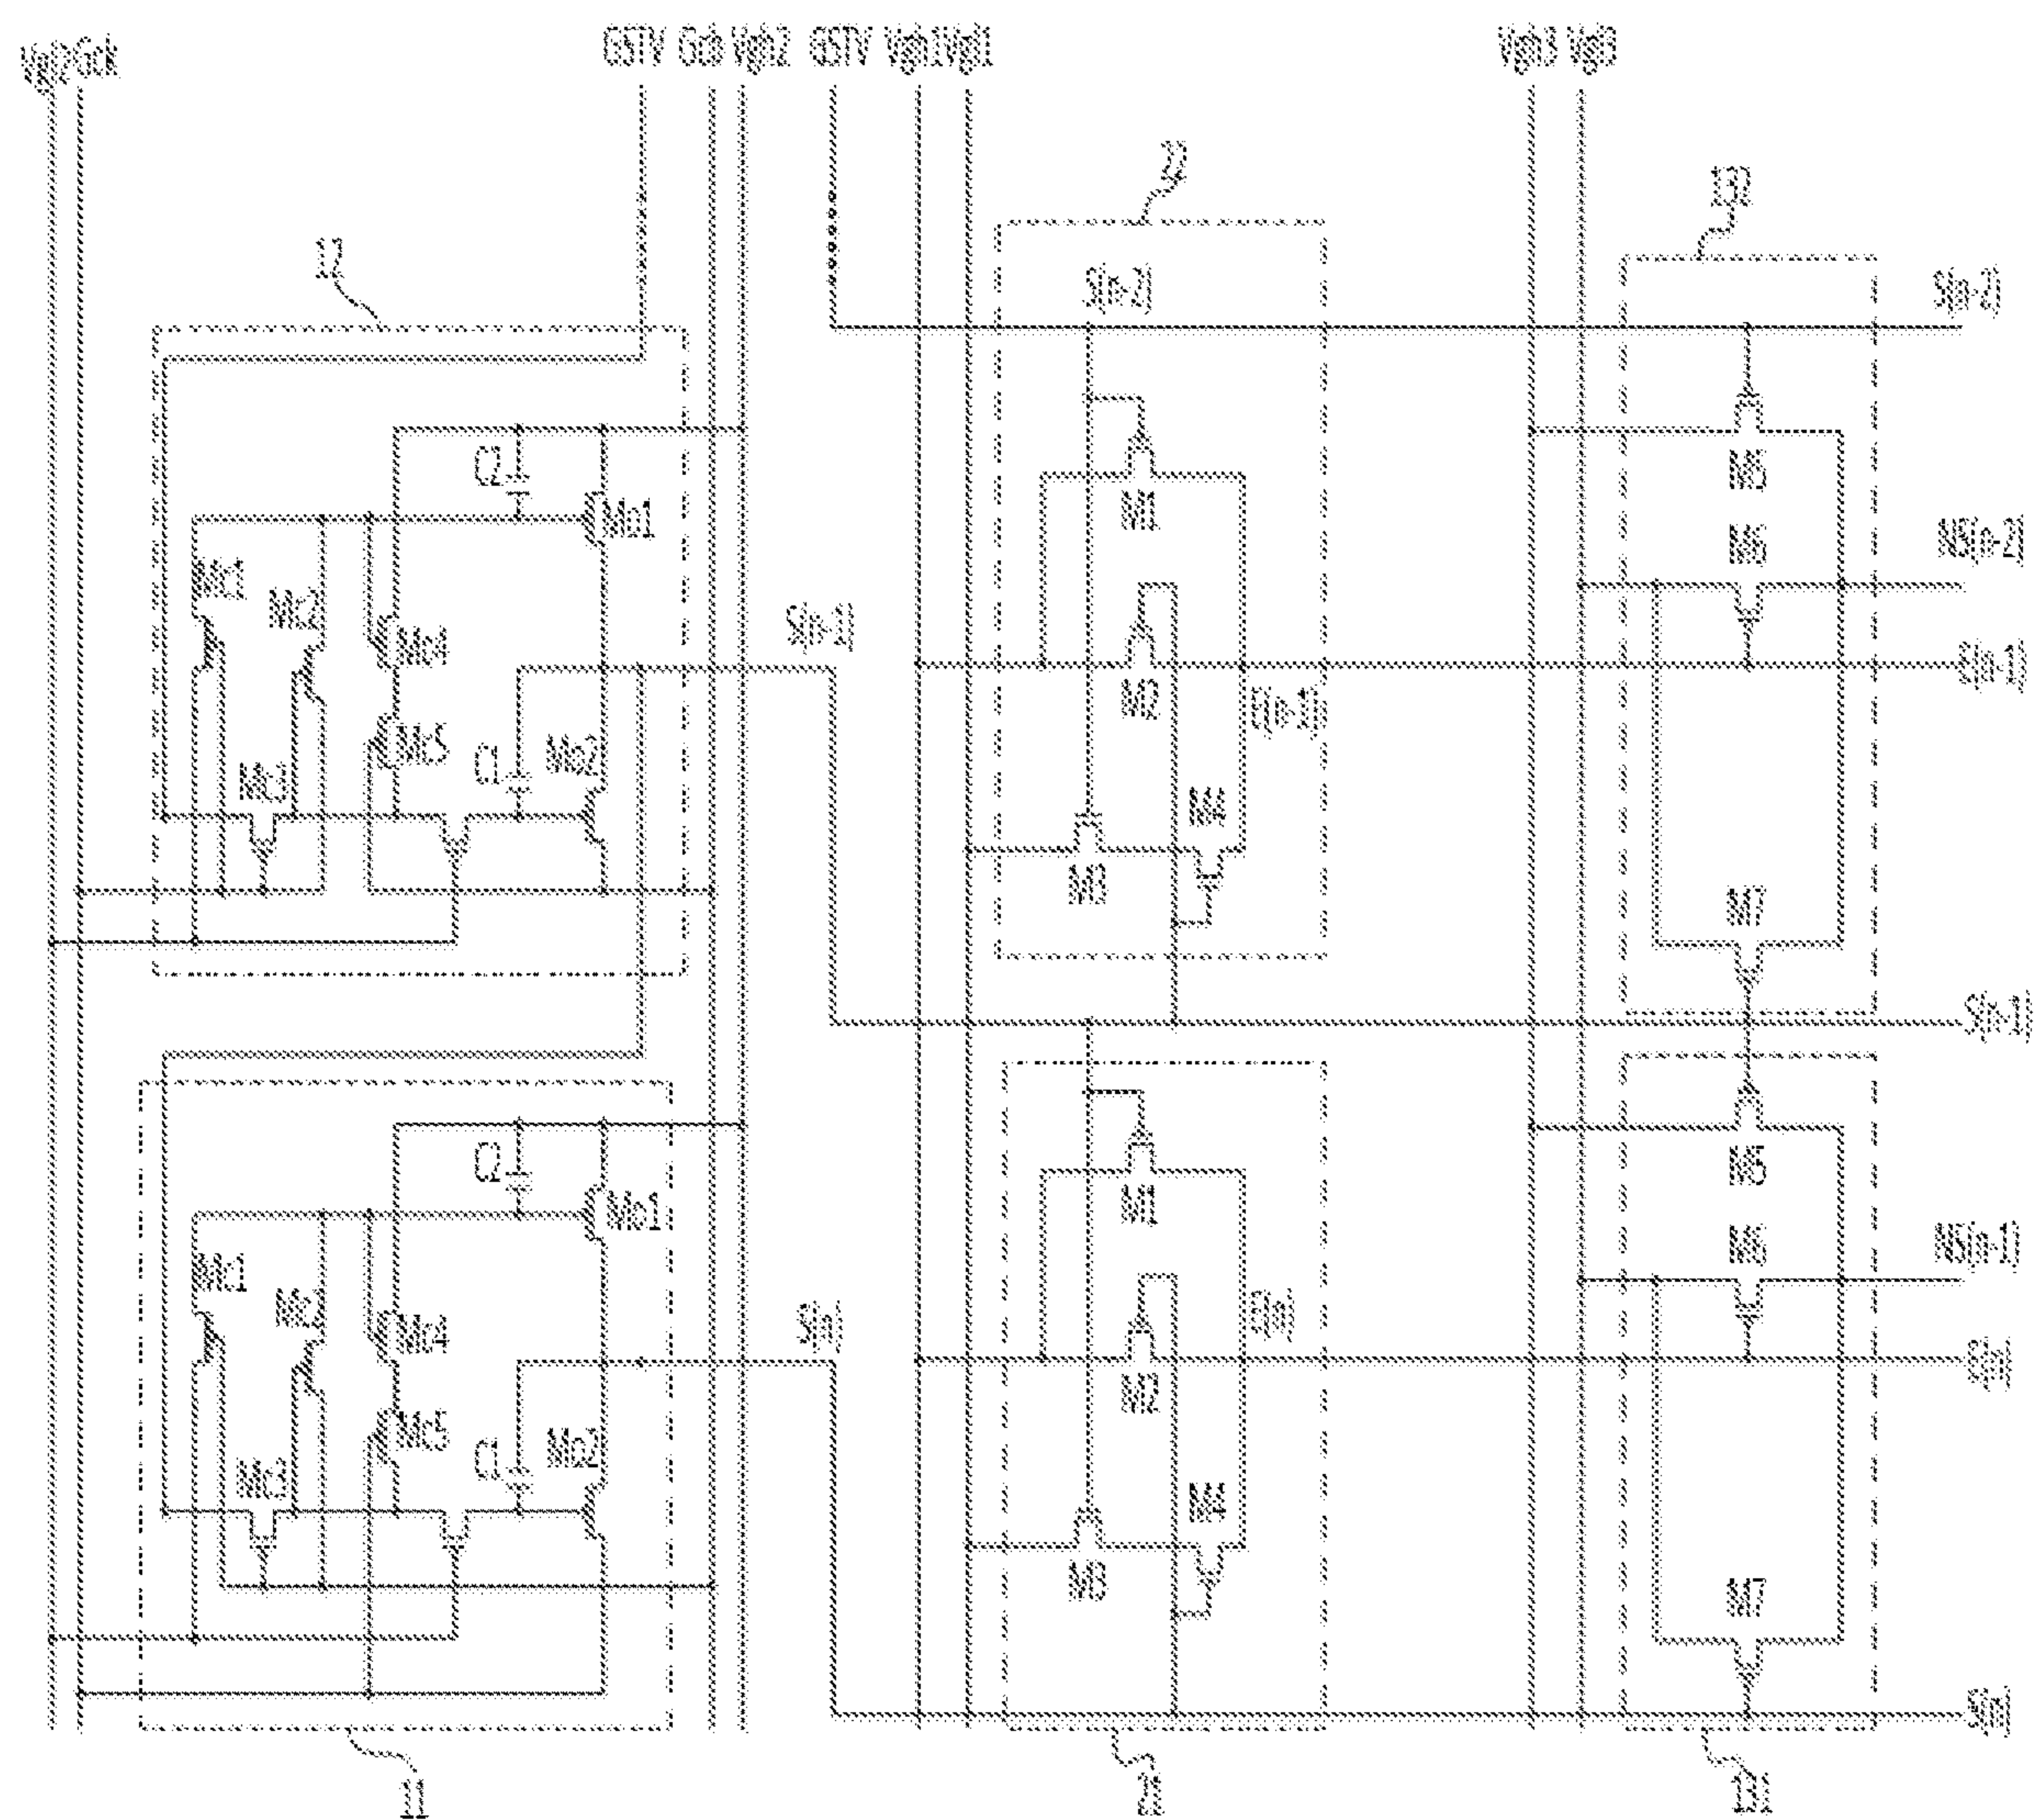 Vgl2 Gck GSTV Gcb Vgh2 GSTV Vgh1 Vgl1 Vgh3 Vgl3
22
132
12
S(n-2) S(n-2)
C2 Mo1 M1 M5
M6 NS(n-2)
Mc1 Mc2 Mc4 S(n-1)
M2 E(n-1) E(n-1)
Mc3 Mc5 C1 Mo2 M4
M3 M7
S(n-1)
C2 Mo1 M1 M5
M6 NS(n-1)
Mc1 Mc2 Mc4 S(n) E(n)
M2 E(n)
Mc3 Mc5 C1 Mo2 M4
M3 M7
S(n)
11 21 131